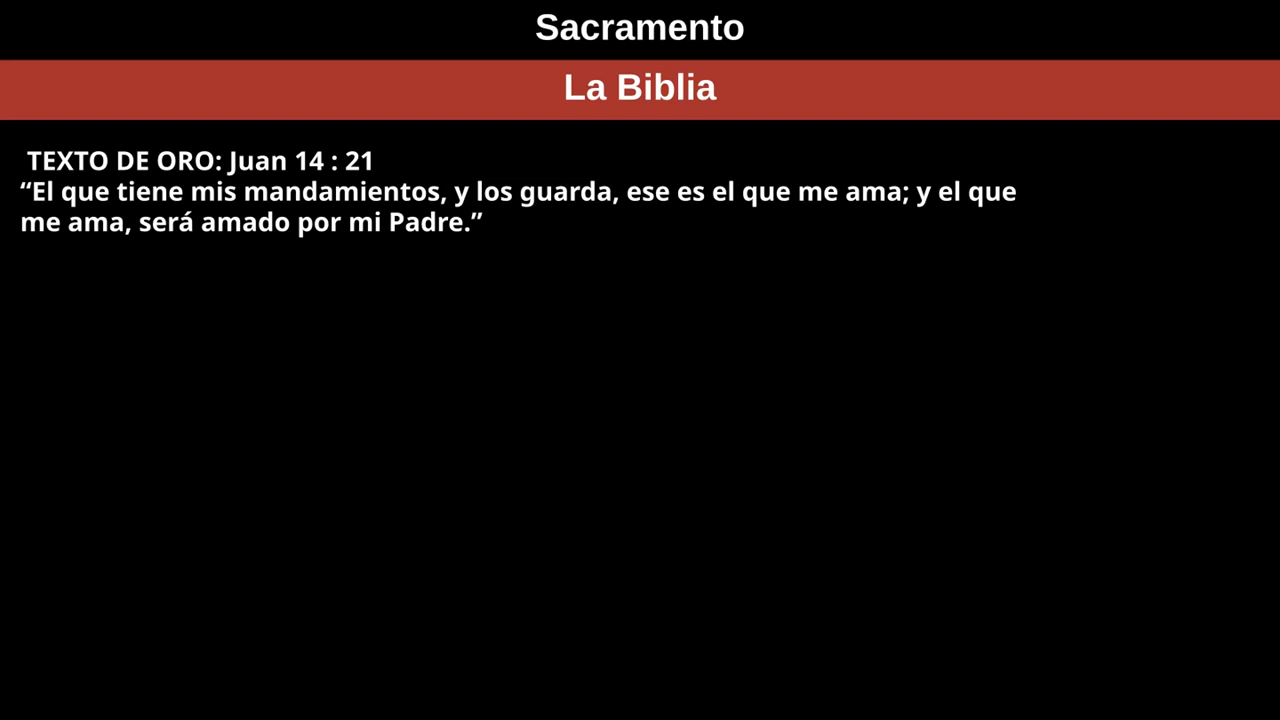 Sacramento
La Biblia
TEXTO DE ORO: Juan 14 : 21
“El que tiene mis mandamientos, y los guarda, ese es el que me ama; y el que
me ama, será amado por mi Padre.”